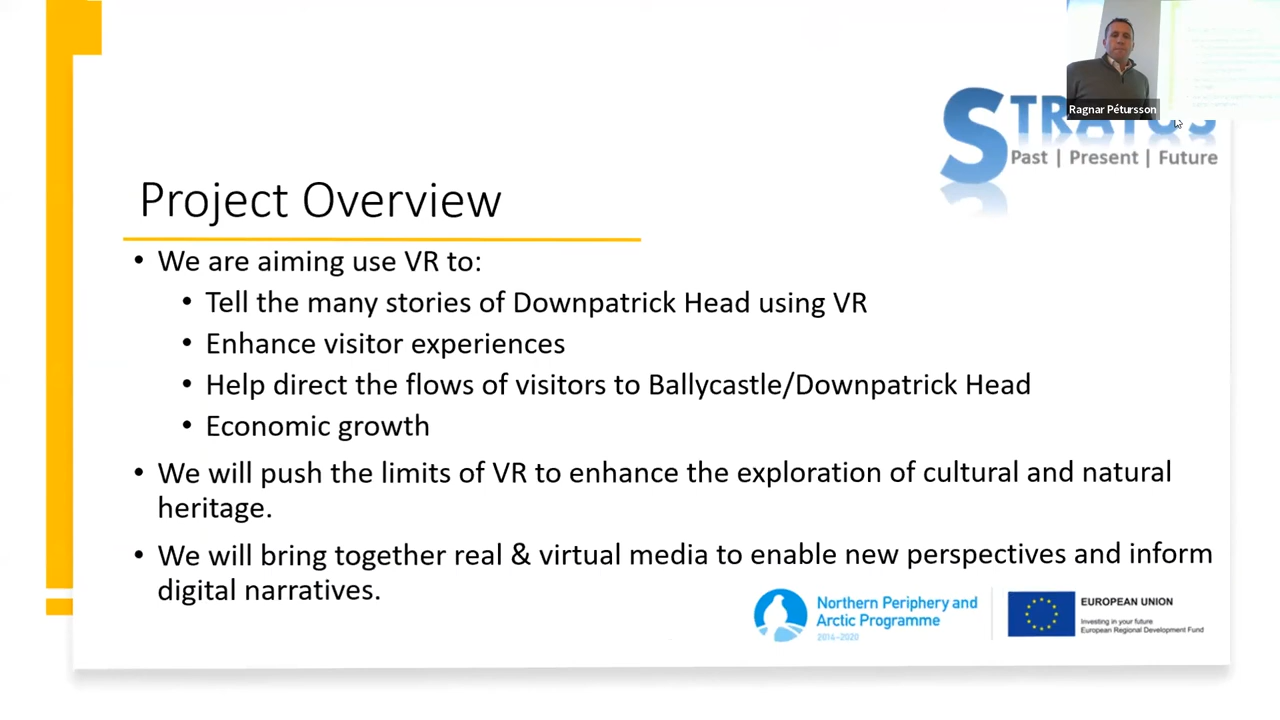 Ragnar Pétursson
STRATUS
Past | Present | Future
Project Overview
• We are aiming use VR to:
• Tell the many stories of Downpatrick Head using VR
• Enhance visitor experiences
• Help direct the flows of visitors to Ballycastle/Downpatrick Head
• Economic growth
• We will push the limits of VR to enhance the exploration of cultural and natural
heritage.
• We will bring together real & virtual media to enable new perspectives and inform
digital narratives.
Northern Periphery and
Arctic Programme
2014–2020
EUROPEAN UNION
Investing in your future
European Regional Development Fund